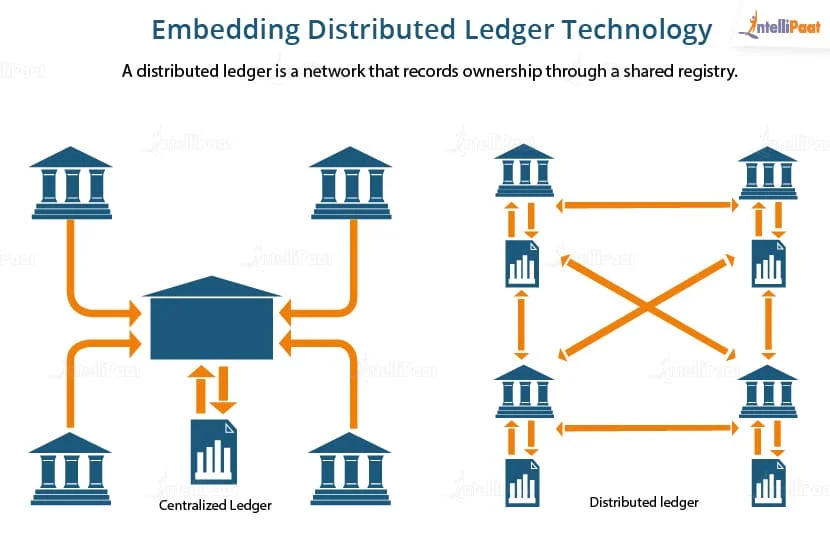 Embedding Distributed Ledger Technology
IntelliPaat
A distributed ledger is a network that records ownership through a shared registry.
Centralized Ledger
Distributed ledger